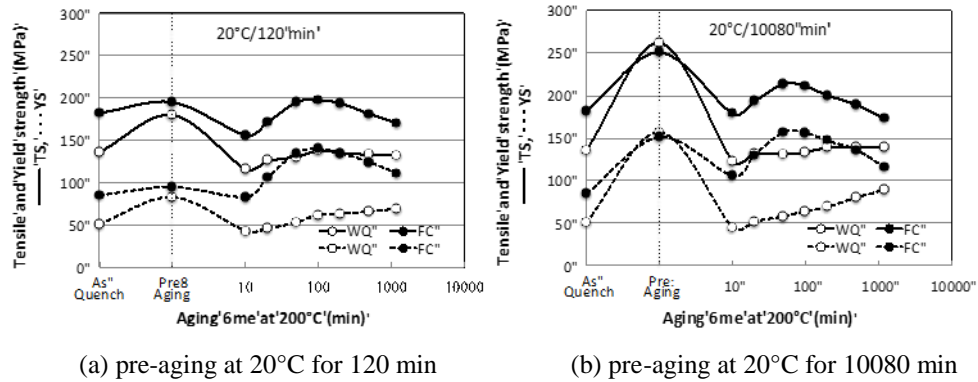 300"
250"
200"
150"
100"
50"
0"
20°C/120"min'
WQ" FC"
WQ" FC"
As" Quench
Pre8 Aging
10 100 1000 10000
Aging'6me'at'200°C'(min)'
Tensile'and'Yield'strength'(MPa)'
'TS,'---YS'
(a) pre-aging at 20°C for 120 min
300"
250"
200"
150"
100"
50"
0"
20°C/10080"min'
WQ" FC"
WQ" FC"
As" Quench
Pre: Aging
10" 100" 1000" 10000"
Aging'6me'at'200°C'(min)'
Tensile'and'Yield'strength'(MPa)'
'TS,'---YS'
(b) pre-aging at 20°C for 10080 min